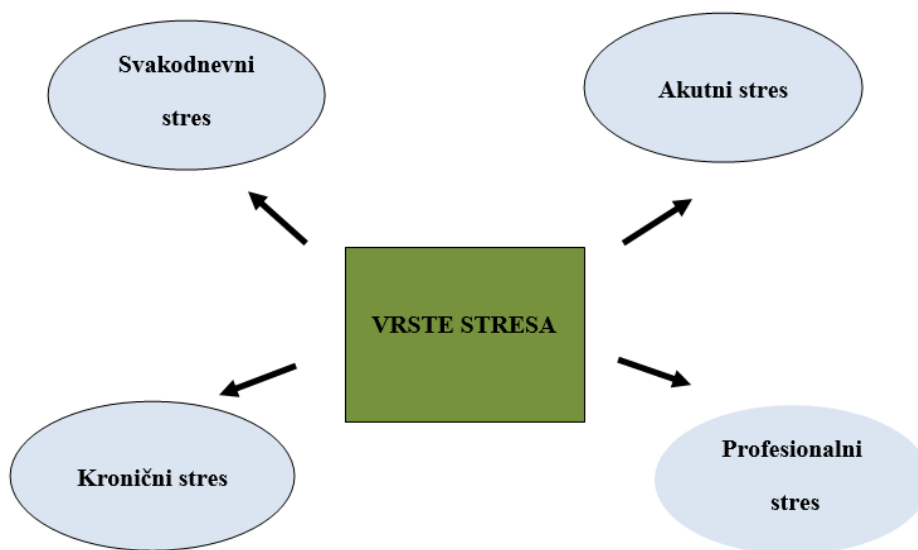 Svakodnevni
stres
Akutni stres
VRSTE STRESA
Kronični stres
Profesionalni
stres